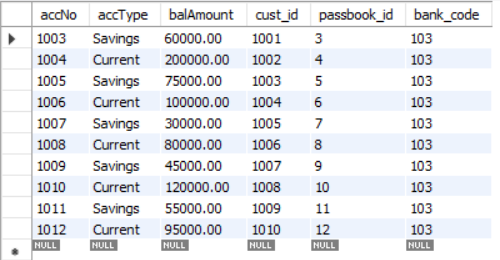 accNo accType balAmount cust_id passbook_id bank_code
1003 Savings 60000.00 1001 3 103
1004 Current 200000.00 1002 4 103
1005 Savings 75000.00 1003 5 103
1006 Current 100000.00 1004 6 103
1007 Savings 30000.00 1005 7 103
1008 Current 80000.00 1006 8 103
1009 Savings 45000.00 1007 9 103
1010 Current 120000.00 1008 10 103
1011 Savings 55000.00 1009 11 103
1012 Current 95000.00 1010 12 103
NULL NULL NULL NULL NULL NULL